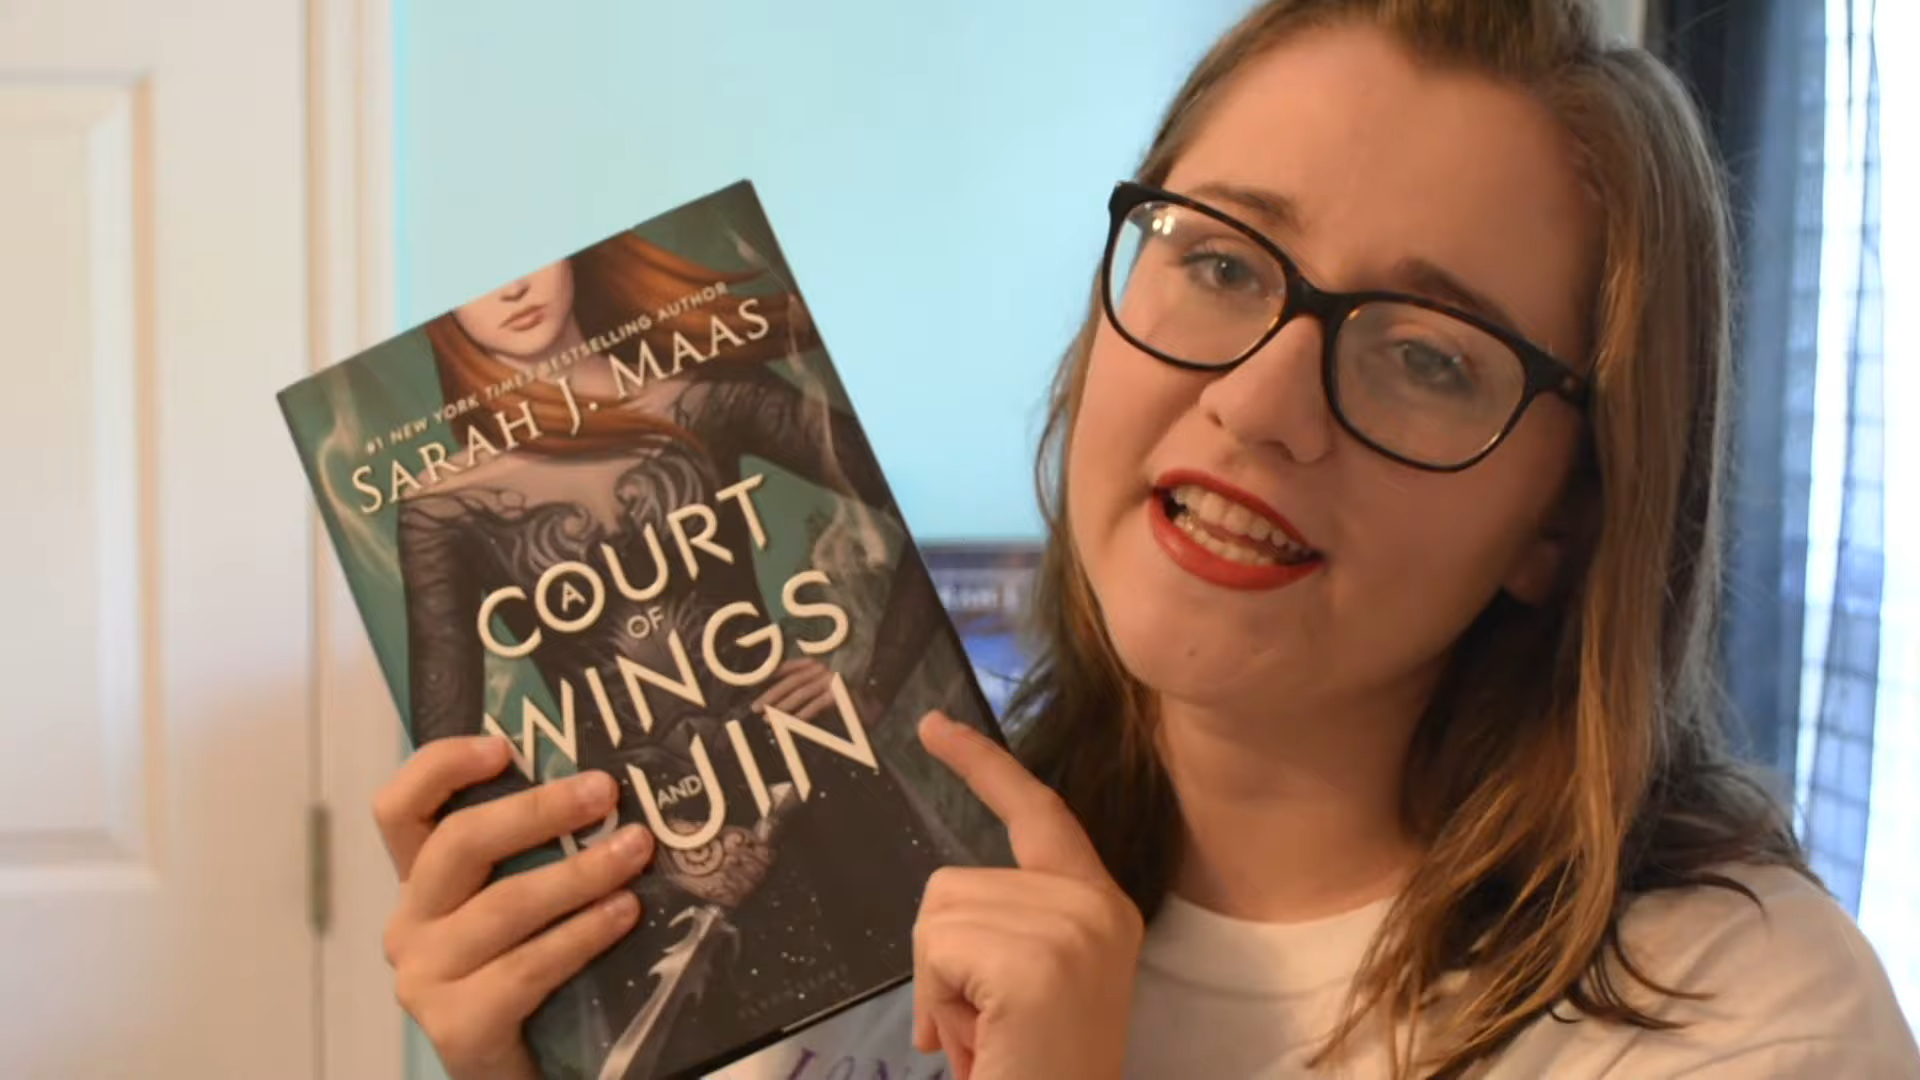 #1 NEW YORK TIMES BESTSELLING AUTHOR
SARAH J. MAAS
A
COURT
OF
WINGS
AND
RUIN